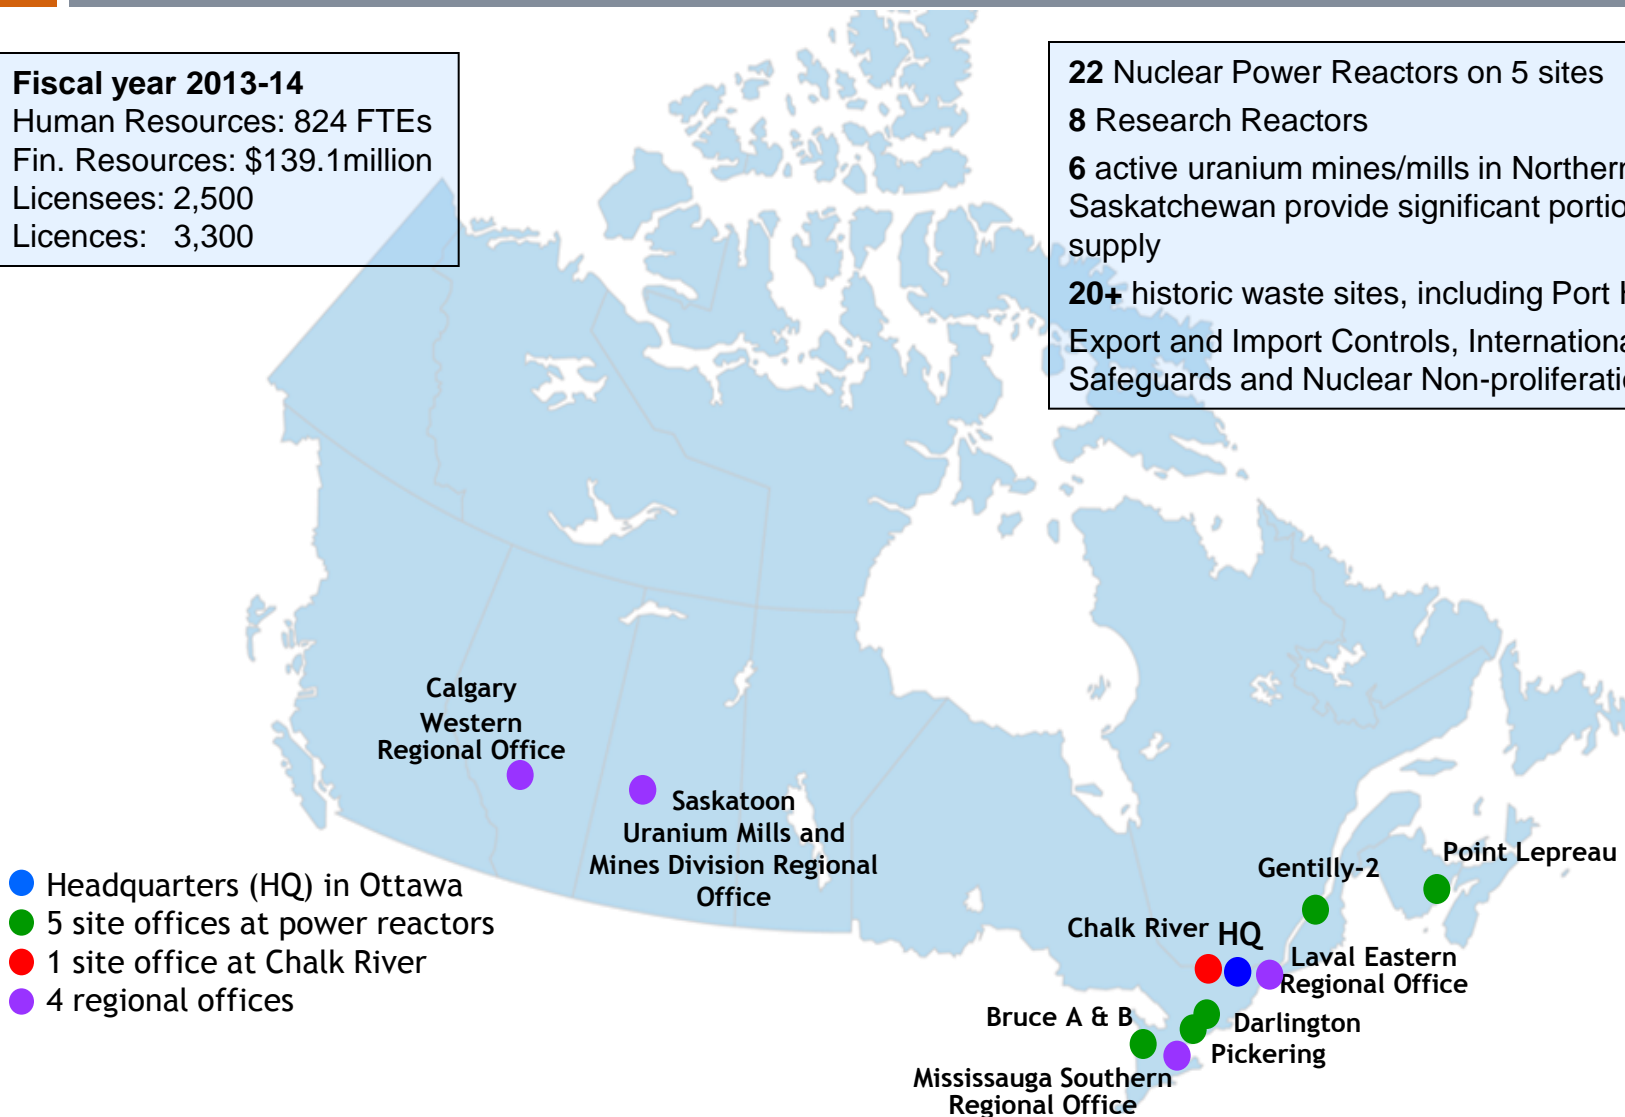 Fiscal year 2013-14
Human Resources: 824 FTEs
Fin. Resources: $139.1million
Licensees: 2,500
Licences: 3,300
22 Nuclear Power Reactors on 5 sites
8 Research Reactors
6 active uranium mines/mills in Northern
Saskatchewan provide significant
supply
20+ historic waste sites, including Port
Export and Import Controls,
Safeguards and Nuclear
Calgary
Western
Regional Office
Saskatoon
Uranium Mills and
Mines Division Regional
Office
Headquarters (HQ) in Ottawa
5 site offices at power reactors
1 site office at Chalk River
4 regional offices
Gentilly-2
Point Lepreau
Chalk River
HQ
Laval Eastern
Regional Office
Bruce A & B
Darlington
Pickering
Mississauga Southern
Regional Office